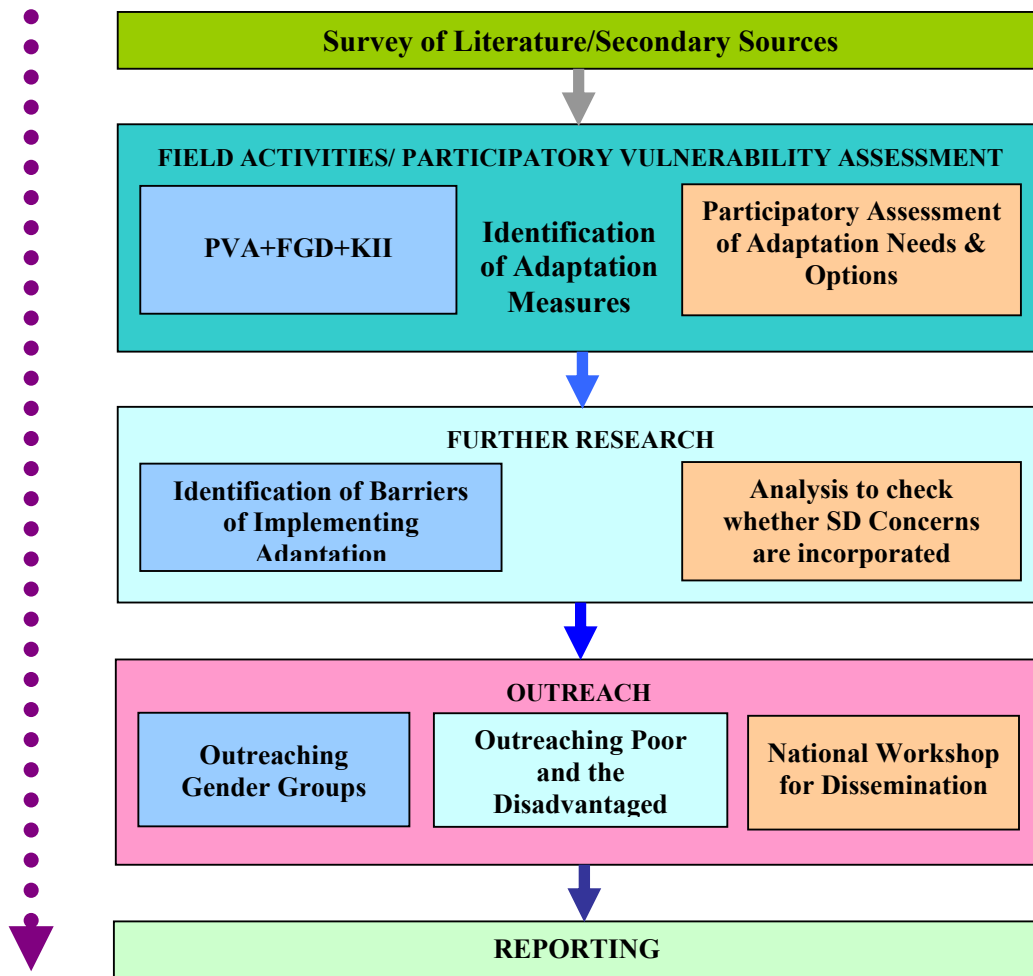 Survey of Literature/Secondary Sources
FIELD ACTIVITIES/ PARTICIPATORY VULNERABILITY ASSESSMENT
PVA+FGD+KII
Identification
of Adaptation
Measures
Participatory Assessment
of Adaptation Needs &
Options
FURTHER RESEARCH
Identification of Barriers
of Implementing
Adaptation
Analysis to check
whether SD Concerns
are incorporated
OUTREACH
Outreaching
Gender Groups
Outreaching Poor
and the
Disadvantaged
National Workshop
for Dissemination
REPORTING